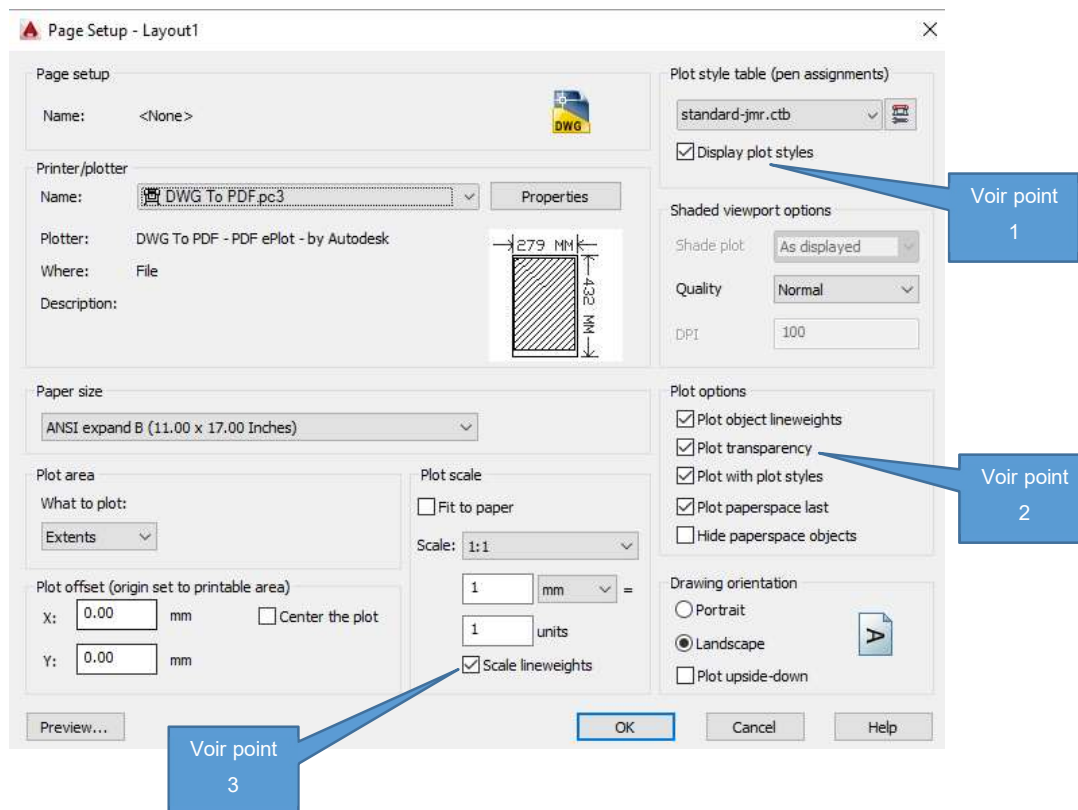 Page Setup - Layout1
Page setup
Name: <None>
DWG
Printer/plotter
Name: DWG To PDF.pc3 Properties
Plotter: DWG To PDF - PDF ePlot - by Autodesk
Where: File
Description:
279 MM
432 MM
Paper size
ANSI expand B (11.00 x 17.00 Inches)
Plot area
What to plot:
Extents
Plot offset (origin set to printable area)
X: 0.00 mm Center the plot
Y: 0.00 mm
Plot scale
Fit to paper
Scale: 1:1
1 mm =
1 units
Scale lineweights
Plot style table (pen assignments)
standard-jmr.ctb
Display plot styles
Shaded viewport options
Shade plot As displayed
Quality Normal
DPI 100
Plot options
Plot object lineweights
Plot transparency
Plot with plot styles
Plot paperspace last
Hide paperspace objects
Drawing orientation
Portrait
Landscape
Plot upside-down
A
Preview... OK Cancel Help
Voir point
1
Voir point
2
Voir point
3